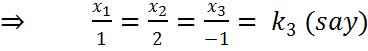 ⇒ x₁/1 = x₂/2 = x₃/−1 = k₃ (say)